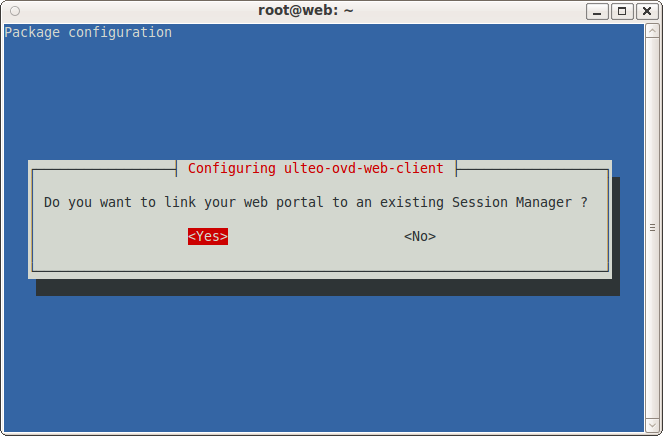 root@web: ~
Package configuration
Configuring ulteo-ovd-web-client
Do you want to link your web portal to an existing Session Manager ?
<Yes> <No>